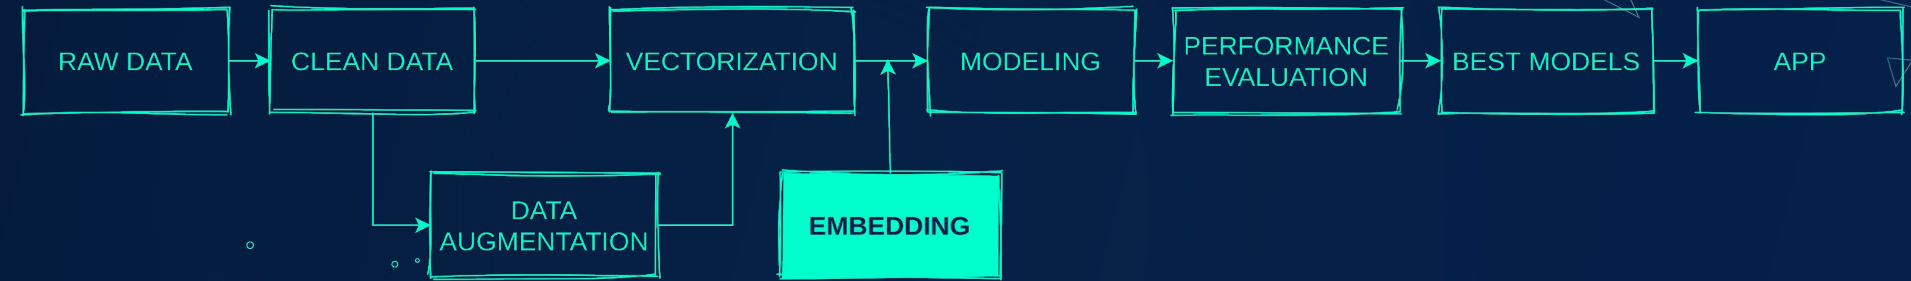 RAW DATA
CLEAN DATA
VECTORIZATION
MODELING
PERFORMANCE
EVALUATION
BEST MODELS
APP
DATA
AUGMENTATION
EMBEDDING